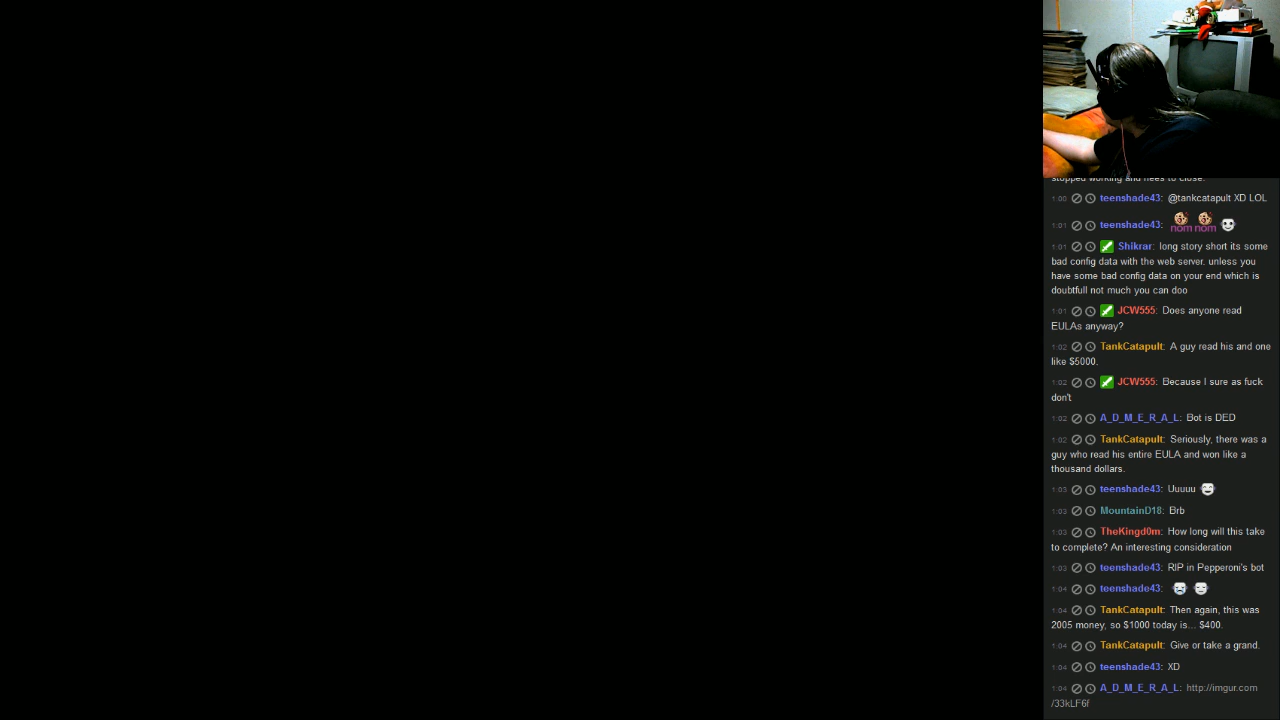 stopped working and nees to close.
1:00 teenshade43: @tankcatapult XD LOL
1:01 teenshade43: nom nom
1:01 Shikrar: long story short its some
bad config data with the web server. unless you
have some bad config data on your end which is
doubtfull not much you can doo
1:01 JCW555: Does anyone read
EULAs anyway?
1:02 TankCatapult: A guy read his and one
like $5000.
1:02 JCW555: Because I sure as fuck
don't
1:02 A_D_M_E_R_A_L: Bot is DED
1:02 TankCatapult: Seriously, there was a
guy who read his entire EULA and won like a
thousand dollars.
1:03 teenshade43: Uuuuu
1:03 MountainD18: Brb
1:03 TheKingd0m: How long will this take
to complete? An interesting consideration
1:03 teenshade43: RIP in Pepperoni's bot
1:04 teenshade43:
1:04 TankCatapult: Then again, this was
2005 money, so $1000 today is... $400.
1:04 TankCatapult: Give or take a grand.
1:04 teenshade43: XD
1:04 A_D_M_E_R_A_L: http://imgur.com
/33kLF6f